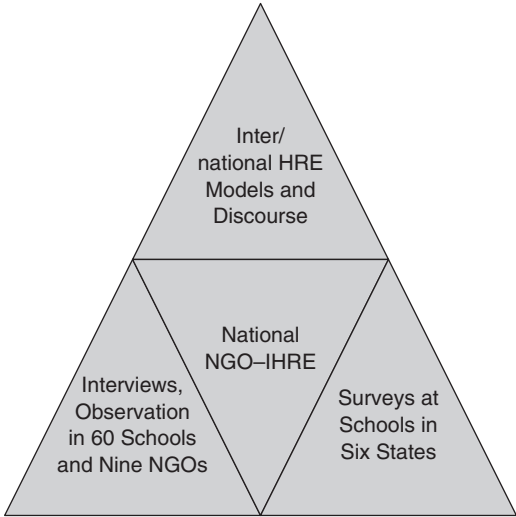 Inter/
national HRE
Models and
Discourse
National
NGO–IHRE
Interviews,
Observation
in 60 Schools
and Nine NGOs
Surveys at
Schools in
Six States